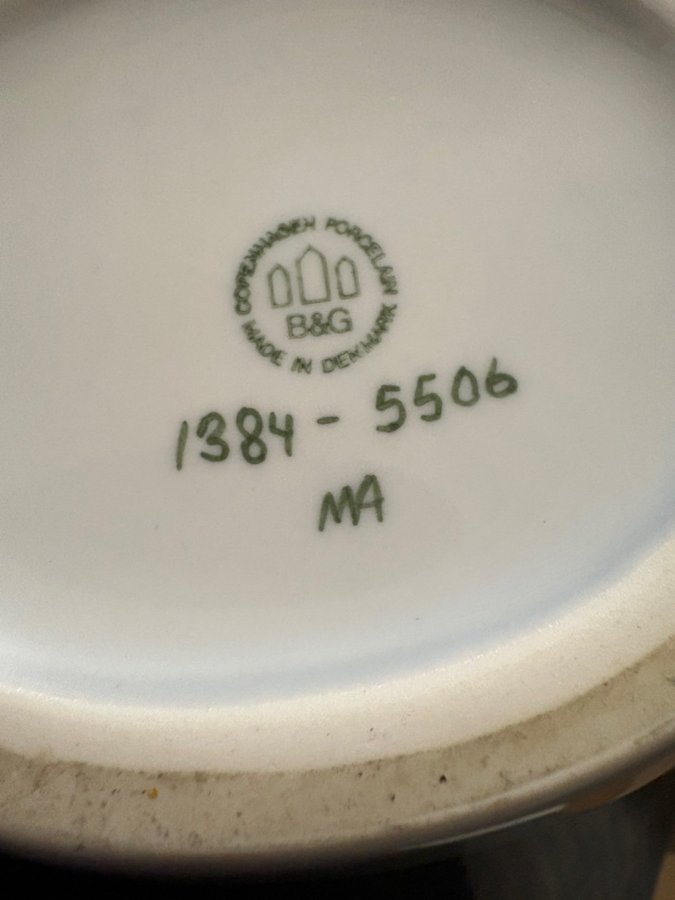 COPENHAGEN PORCELAIN
B&G
MADE IN DENMARK
1384 - 5506
MA